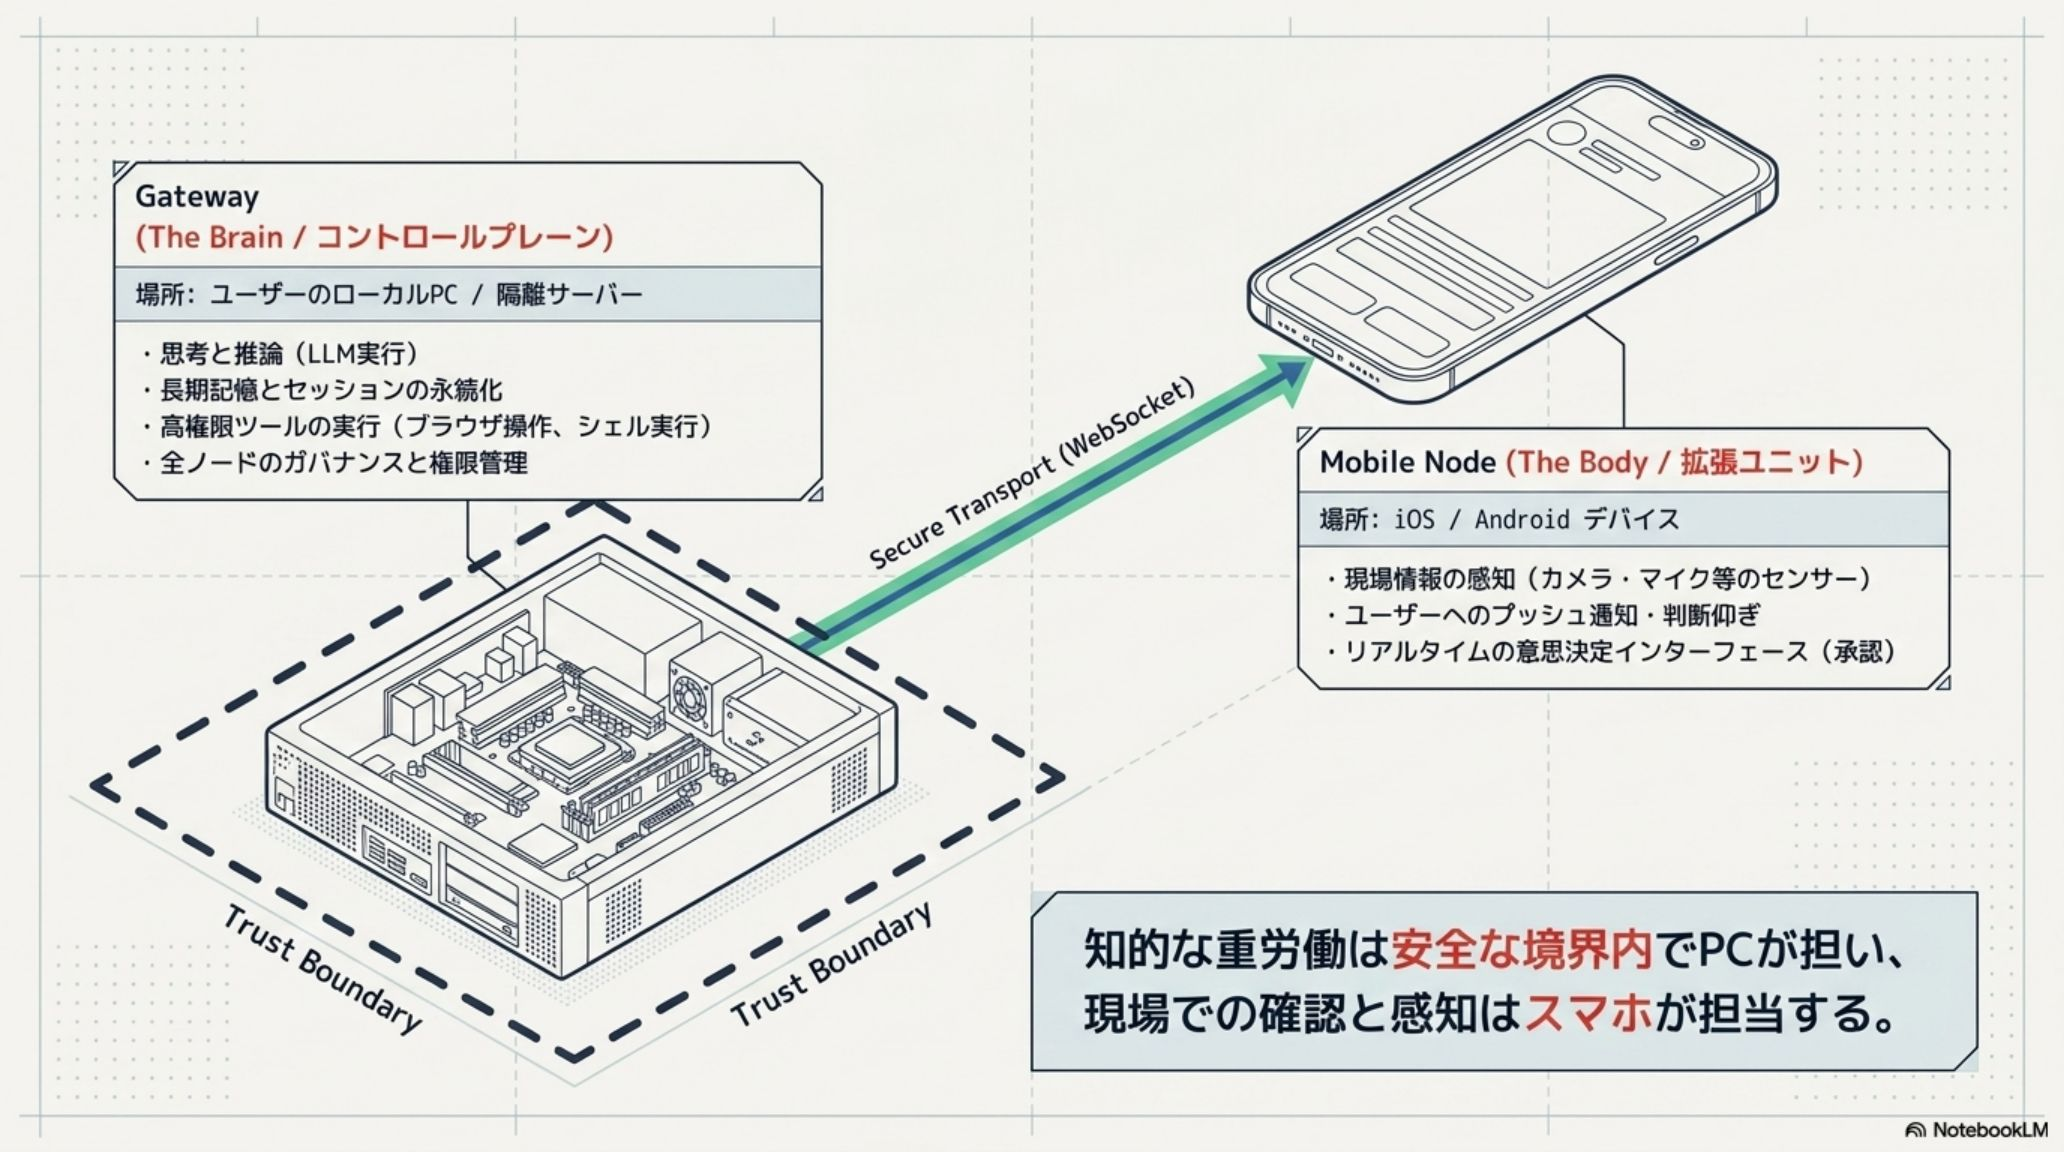 Gateway
(The Brain / コントロールプレーン)
場所: ユーザーのローカルPC / 隔離サーバー
・思考と推論（LLM実行）
・長期記憶とセッションの永続化
・高権限ツールの実行（ブラウザ操作、シェル実行）
・全ノードのガバナンスと権限管理
Secure Transport (WebSocket)
Mobile Node (The Body / 拡張ユニット)
場所: iOS / Android デバイス
・現場情報の感知（カメラ・マイク等のセンサー）
・ユーザーへのプッシュ通知・判断仰ぎ
・リアルタイムの意思決定インターフェース（承認）
Trust Boundary
Trust Boundary
知的な重労働は安全な境界内でPCが担い、
現場での確認と感知はスマホが担当する。
NotebookLM